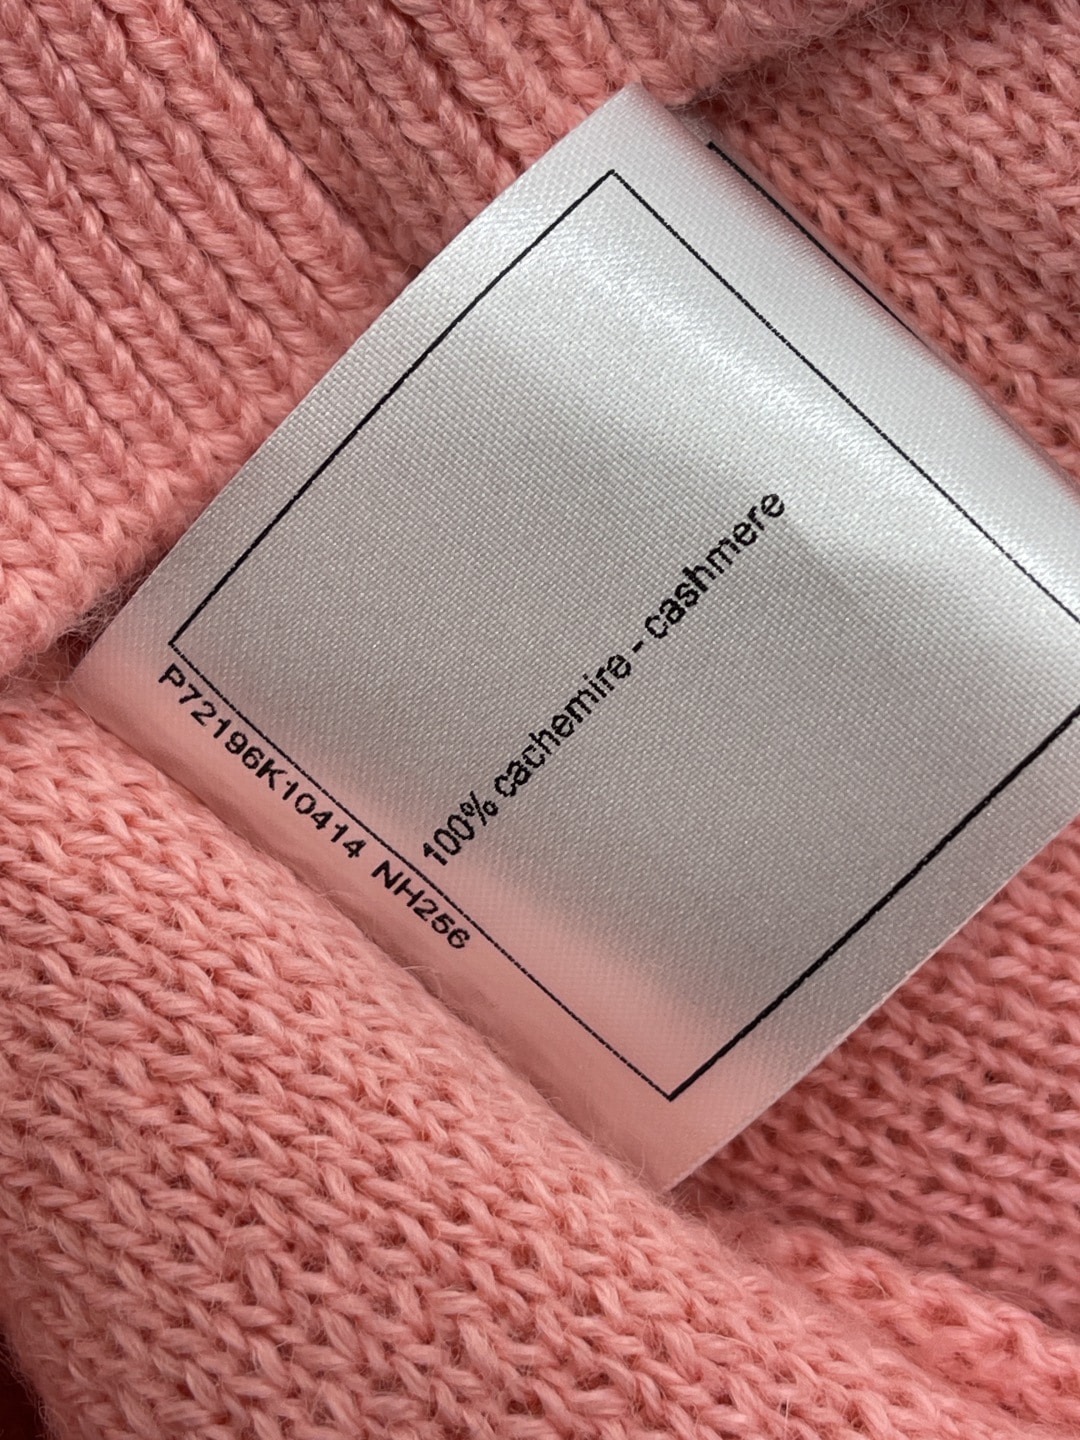 100% cachemire - cashmere
P72196K10414 NH256